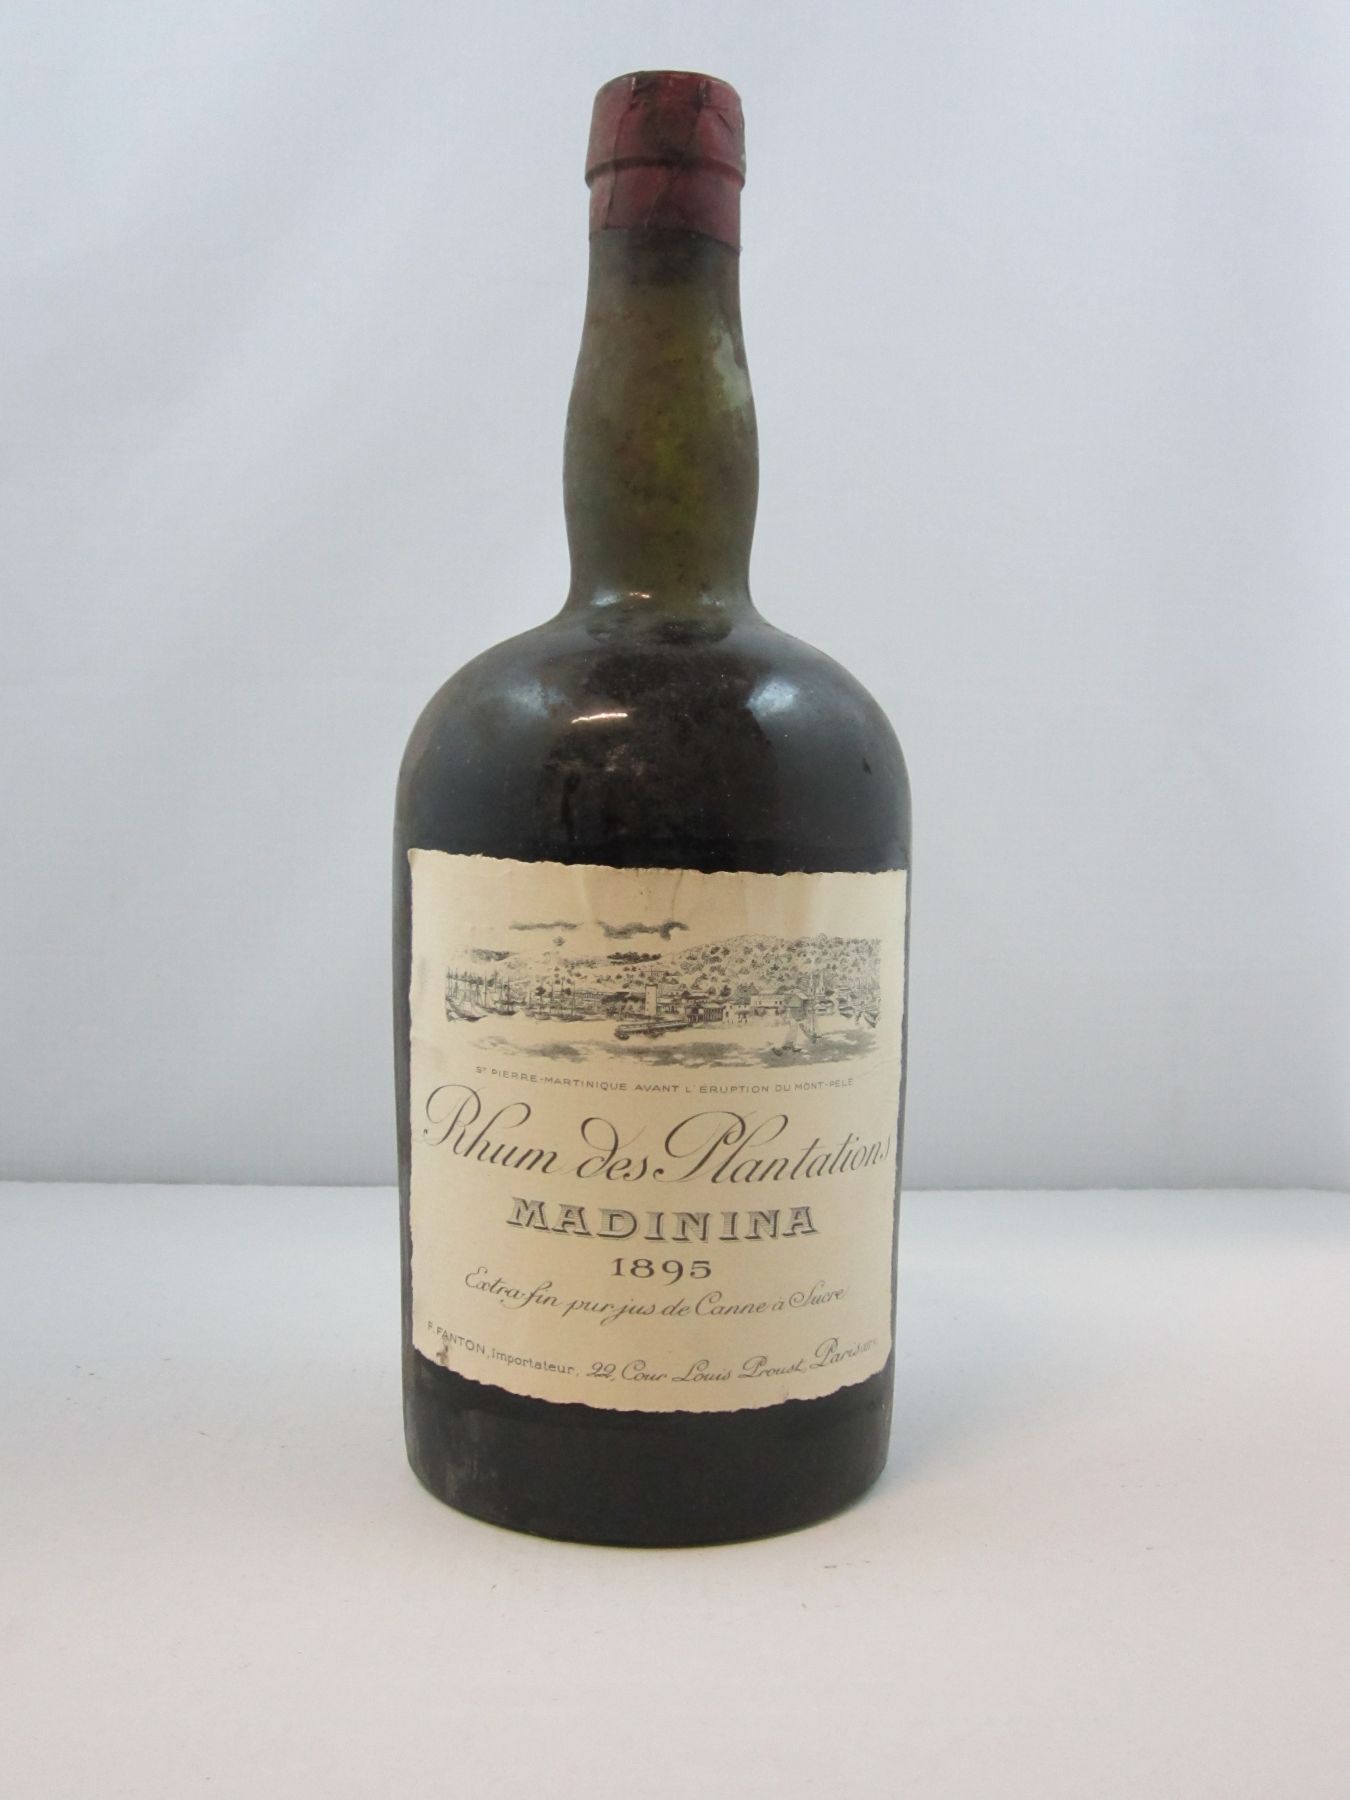 St PIERRE-MARTINIQUE AVANT L'ERUPTION DU MONT-PELÉ
Rhum des Plantations
MADININA
1895
Extra-fin pur jus de Canne à Sucre
F. FANTON, Importateur, 22, Cour Louis Proust, Paris